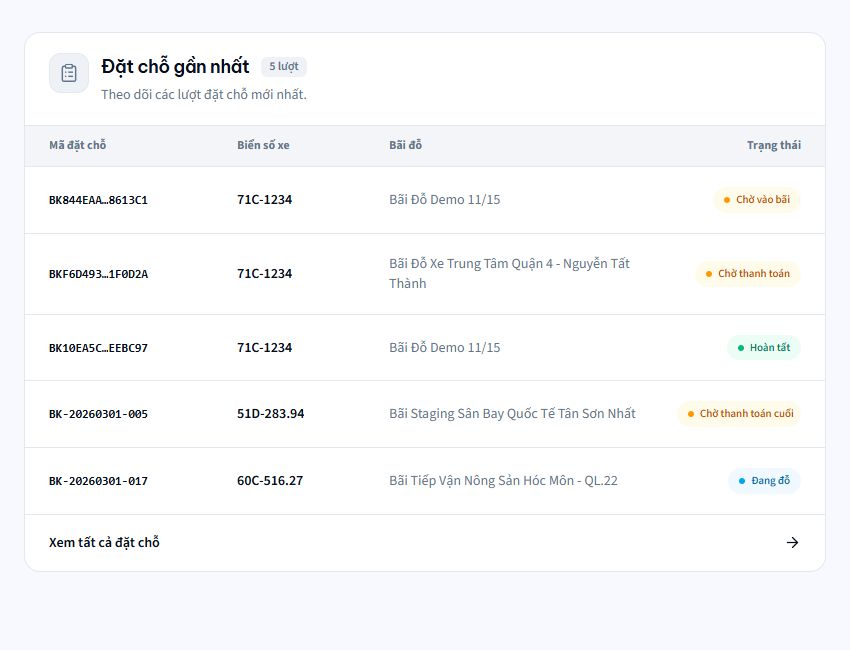 Đặt chỗ gần nhất 5 lượt
Theo dõi các lượt đặt chỗ mới nhất.
Mã đặt chỗ Biển số xe Bãi đỗ Trạng thái
BK844EAA…8613C1 71C-1234 Bãi Đỗ Demo 11/15 Chờ vào bãi
BKF6D493…1F0D2A 71C-1234 Bãi Đỗ Xe Trung Tâm Quận 4 - Nguyễn Tất Chờ thanh toán
Thành
BK10EA5C…EEBC97 71C-1234 Bãi Đỗ Demo 11/15 Hoàn tất
BK-20260301-005 51D-283.94 Bãi Staging Sân Bay Quốc Tế Tân Sơn Nhất Chờ thanh toán cuối
BK-20260301-017 60C-516.27 Bãi Tiếp Vận Nông Sản Hóc Môn - QL.22 Đang đỗ
Xem tất cả đặt chỗ